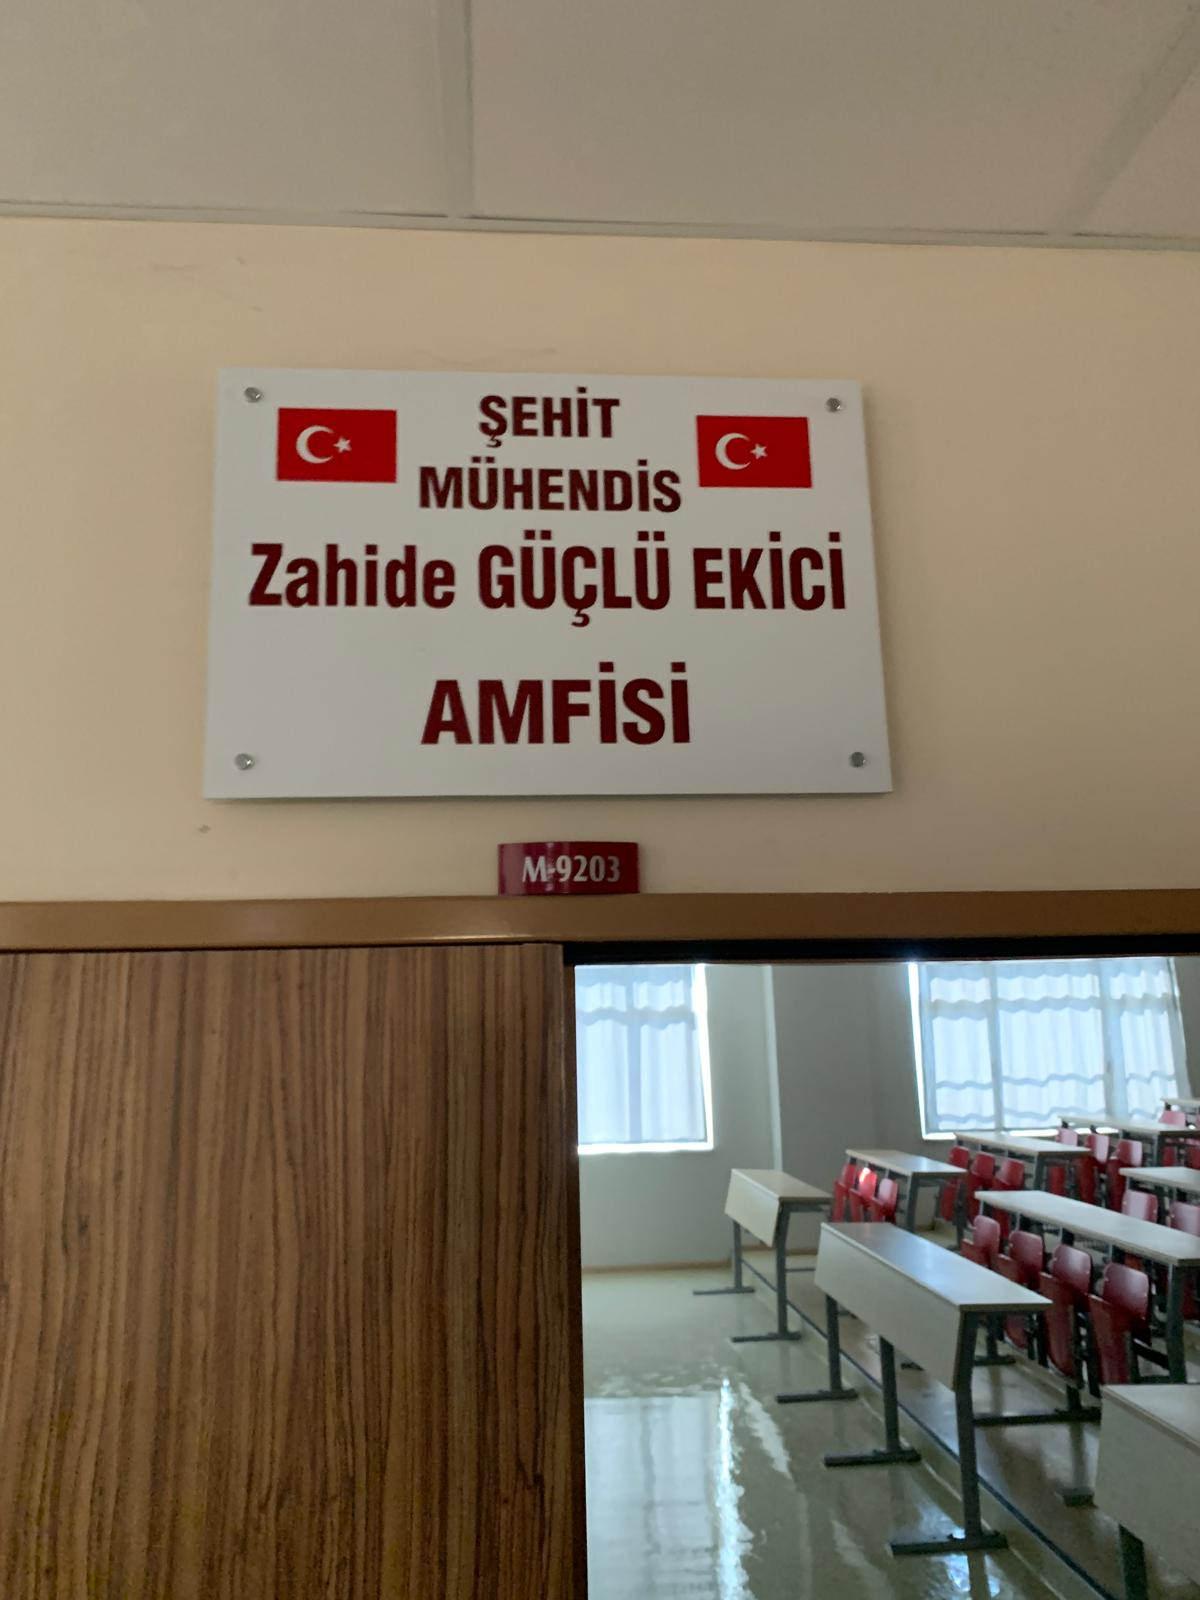 ŞEHİT
MÜHENDİS
Zahide GÜÇLÜ EKİCİ
AMFİSİ
M-9203